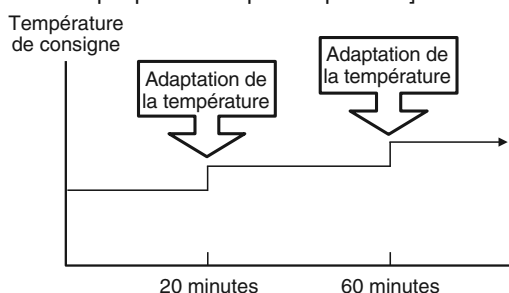 Température
de consigne
Adaptation de
la température
Adaptation de
la température
20 minutes
60 minutes